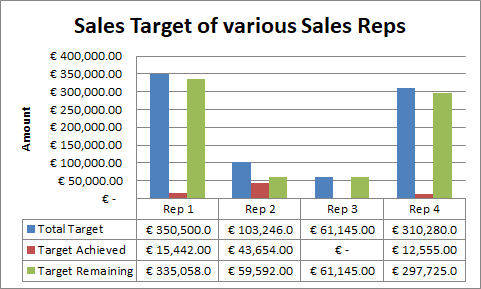 Sales Target of various Sales Reps
€ 400,000.00
€ 350,000.00
€ 300,000.00
€ 250,000.00
€ 200,000.00
€ 150,000.00
€ 100,000.00
€ 50,000.00
€ -
Amount
Rep 1 Rep 2 Rep 3 Rep 4
Total Target € 350,500.0 € 103,246.0 € 61,145.00 € 310,280.0
Target Achieved € 15,442.00 € 43,654.00 € - € 12,555.00
Target Remaining € 335,058.0 € 59,592.00 € 61,145.00 € 297,725.0